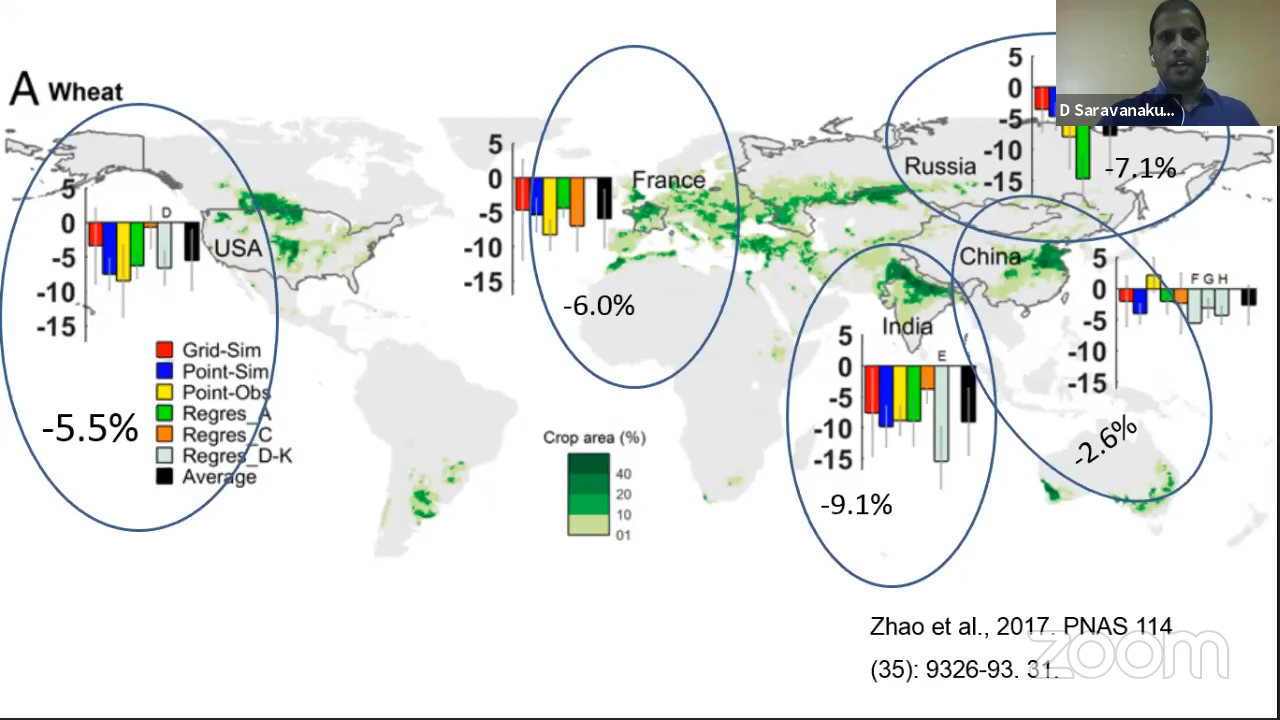 A Wheat
5
0
-5
-10
-15
D
USA
-5.5%
Grid-Sim
Point-Sim
Point-Obs
Regres_A
Regres_C
Regres_D-K
Average
5
0
-5
-10
-15
France
-6.0%
Crop area (%)
40
20
10
01
5
0
-5
-10
-15
Russia
-7.1%
D Saravanaku...
China
5
0
-5
-10
-15
F G H
-2.6%
India
5
0
-5
-10
-15
E
-9.1%
Zhao et al., 2017. PNAS 114
(35): 9326-93. 31.
zoom